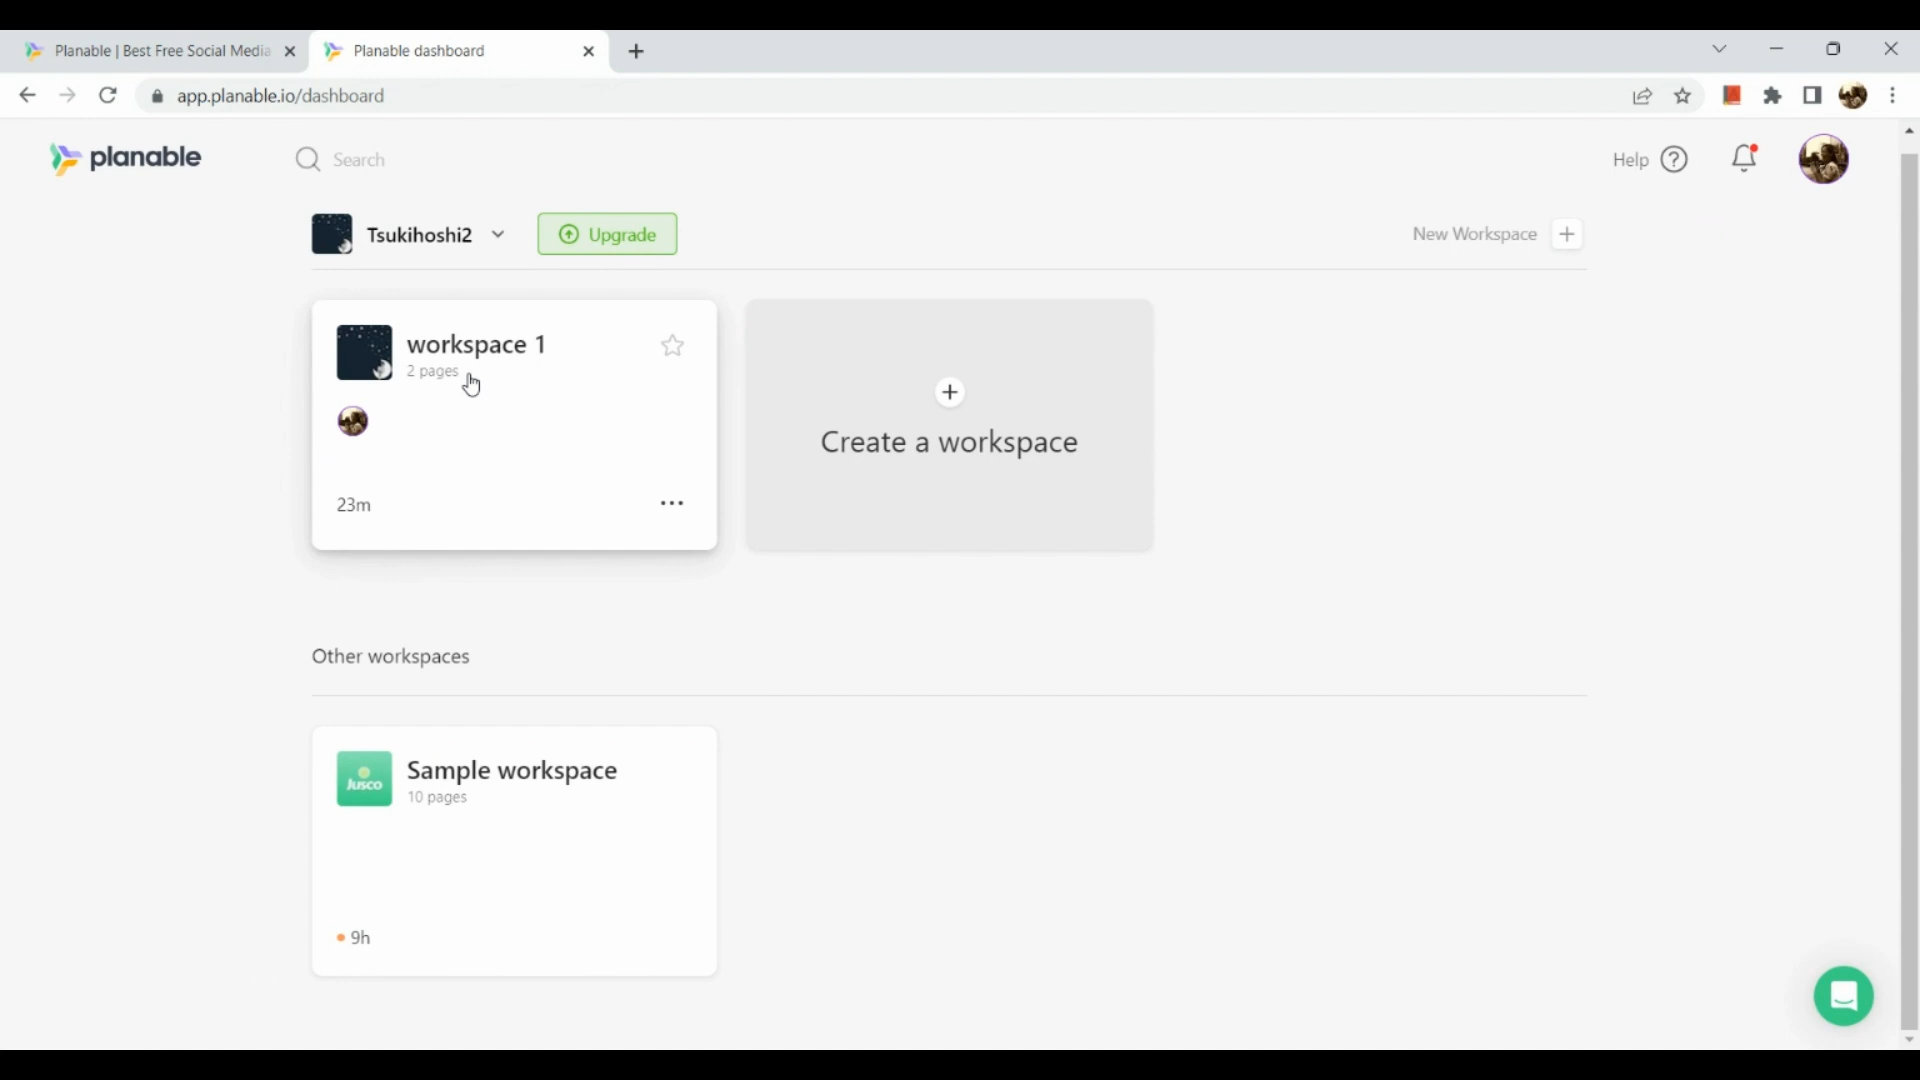 Planable | Best Free Social Media
Planable dashboard
app.planable.io/dashboard
planable
Search
Help
Tsukihoshi2
Upgrade
New Workspace
workspace 1
2 pages
23m
Create a workspace
Other workspaces
Jusco
Sample workspace
10 pages
9h